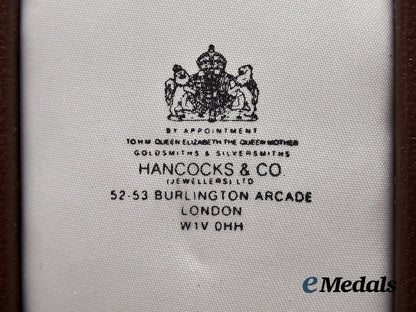 BY APPOINTMENT
TO HM QUEEN ELIZABETH THE QUEEN MOTHER
GOLDSMITHS & SILVERSMITHS
HANCOCKS & CO
(JEWELLERS) LTD
52-53 BURLINGTON ARCADE
LONDON
W1V 0HH
eMedals